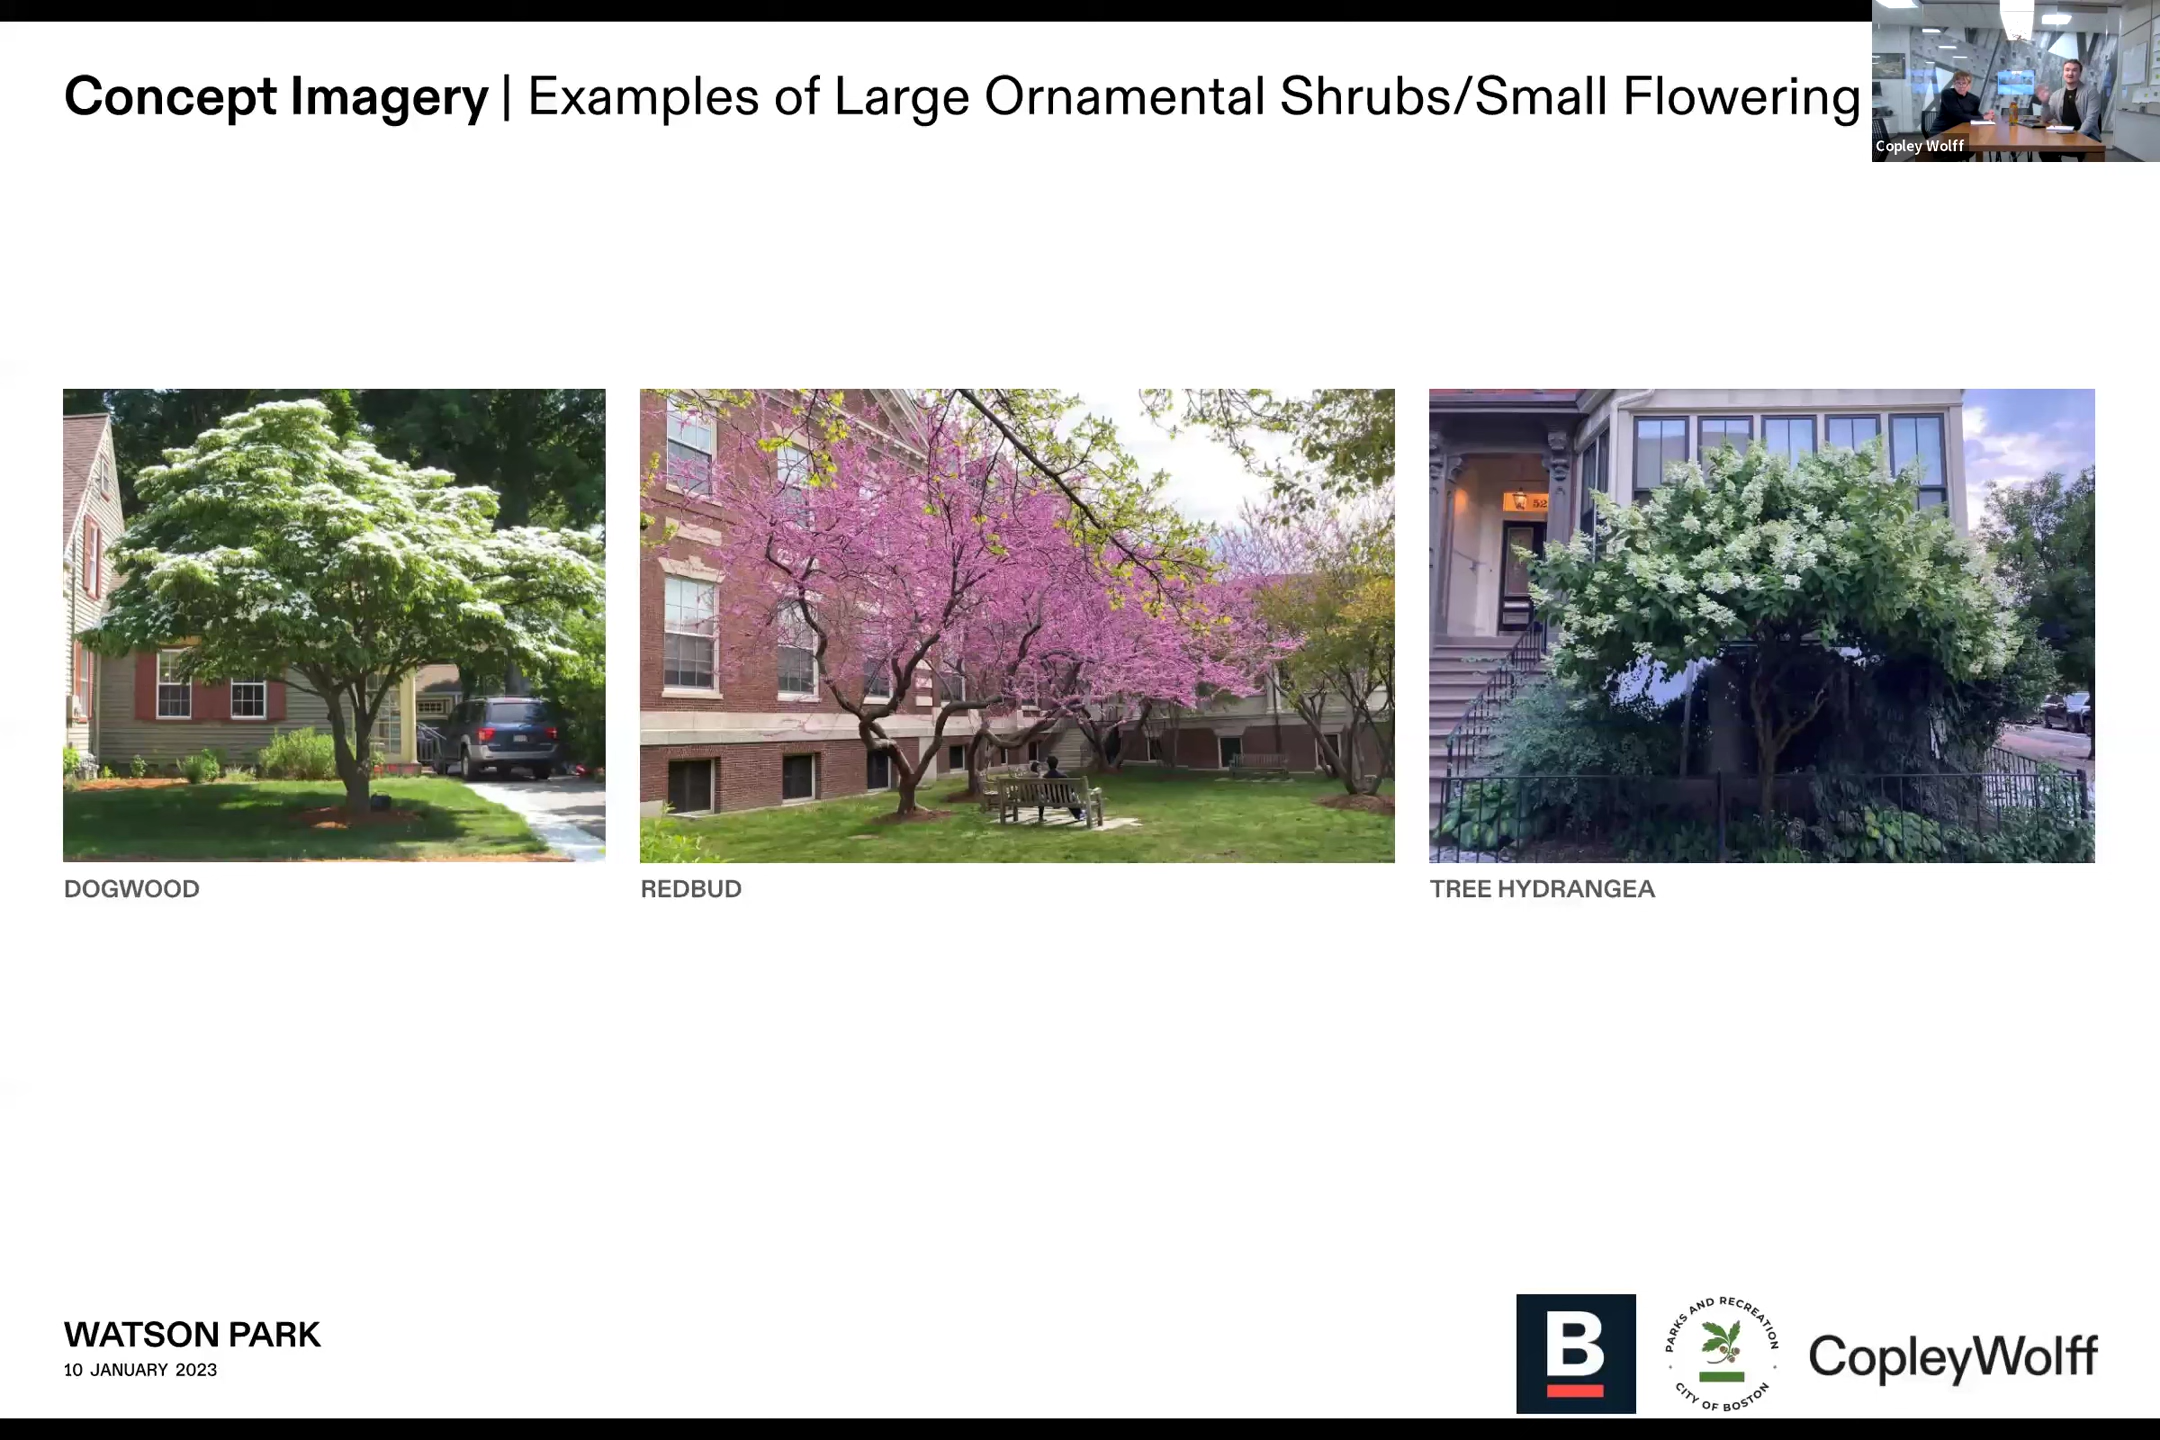 Concept Imagery | Examples of Large Ornamental Shrubs/Small Flowering
Copley Wolff
52
DOGWOOD
REDBUD
TREE HYDRANGEA
WATSON PARK
10 JANUARY 2023
B
PARKS AND RECREATION
CITY OF BOSTON
CopleyWolff